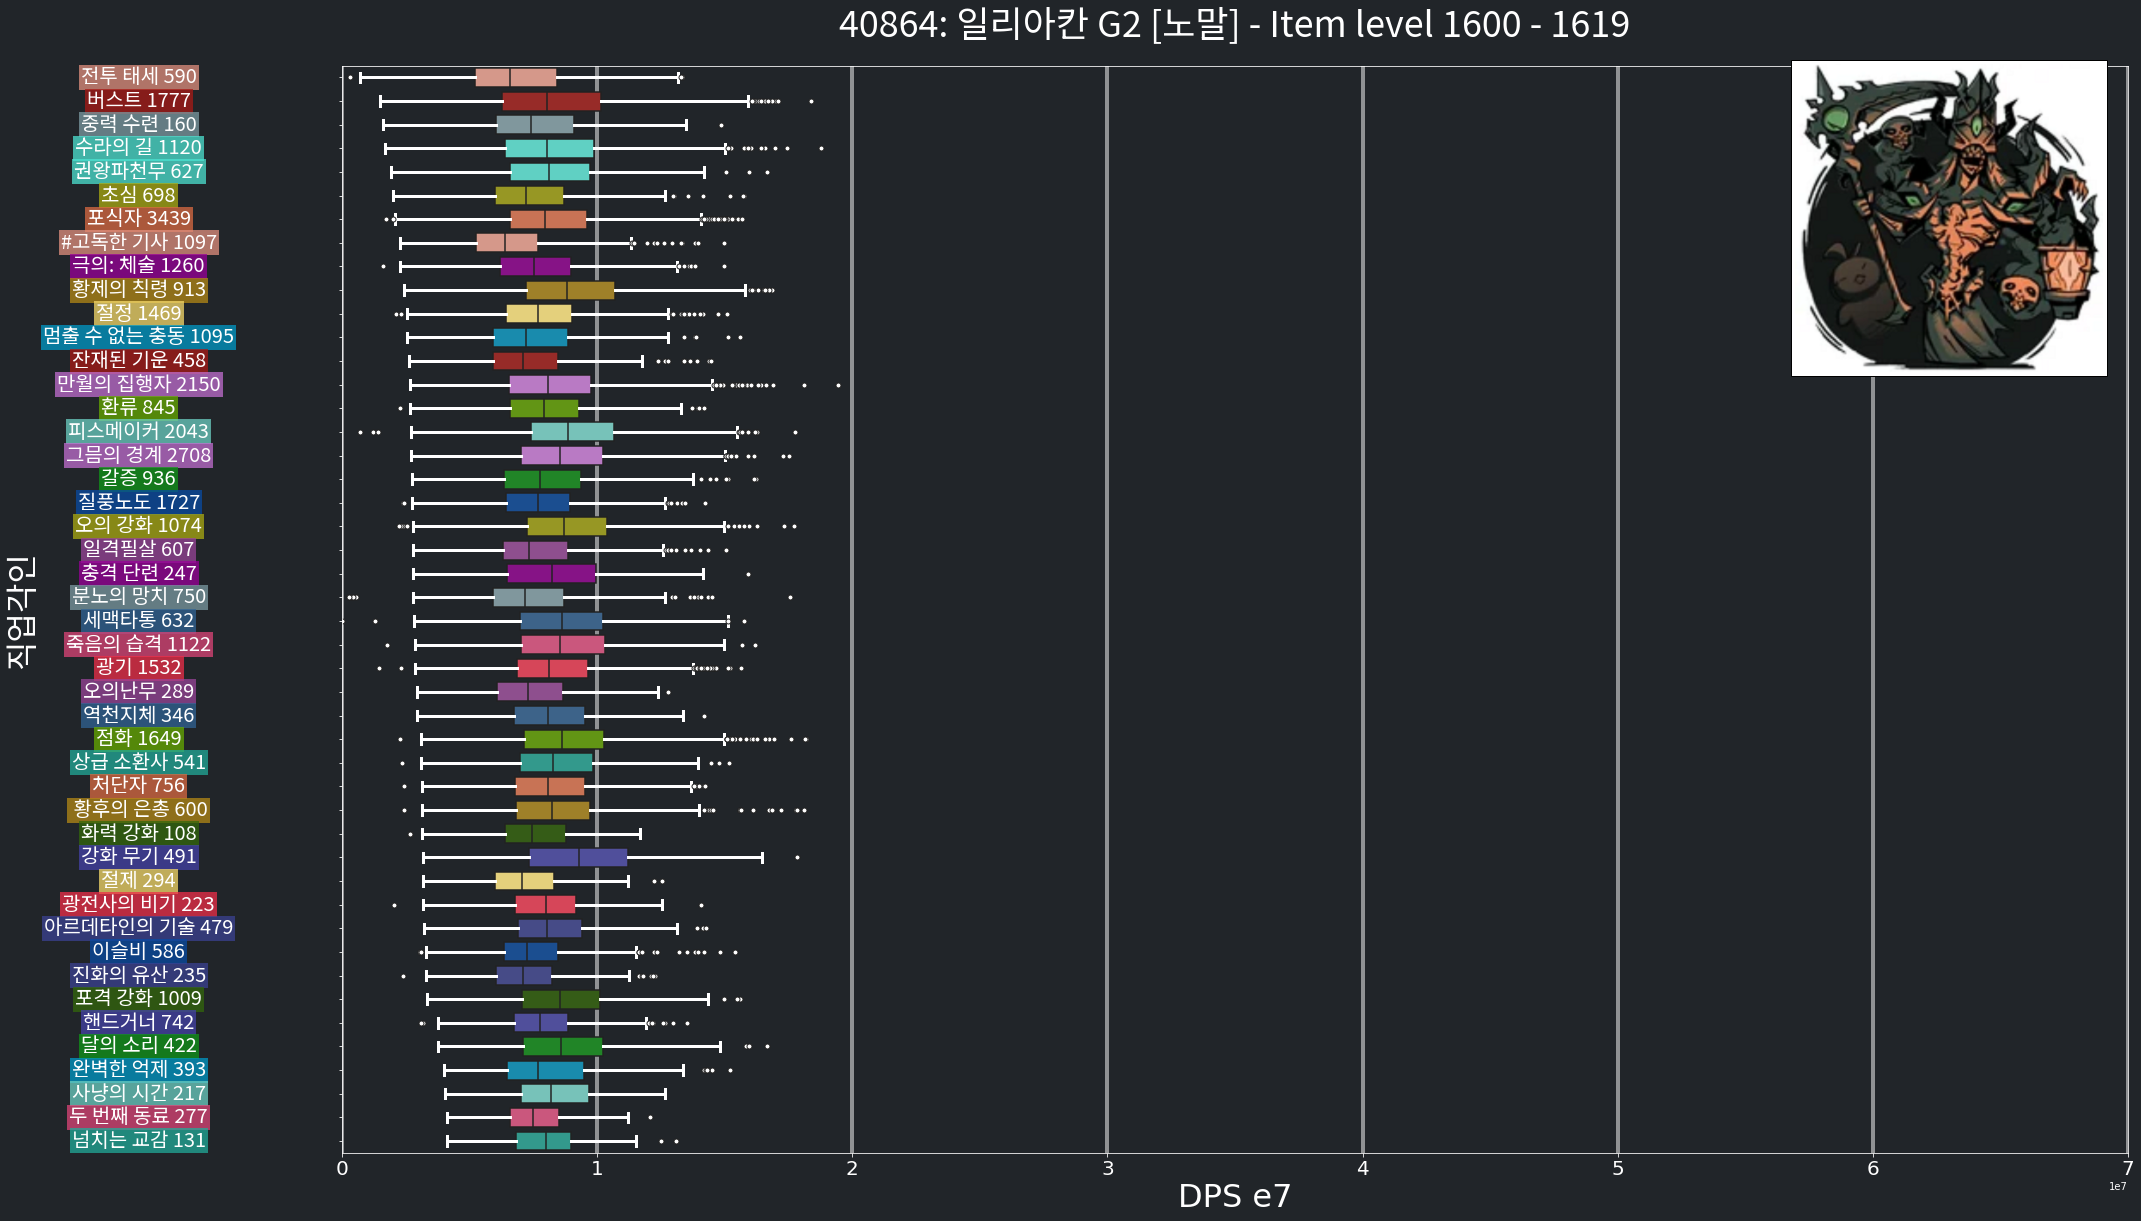 40864: 일리아칸 G2 [노말] - Item level 1600 - 1619
직업각인
전투 태세 590
버스트 1777
중력 수련 160
수라의 길 1120
권왕파천무 627
초심 698
포식자 3439
#고독한 기사 1097
극의: 체술 1260
황제의 칙령 913
절정 1469
멈출 수 없는 충동 1095
잔재된 기운 458
만월의 집행자 2150
환류 845
피스메이커 2043
그믐의 경계 2708
갈증 936
질풍노도 1727
오의 강화 1074
일격필살 607
충격 단련 247
분노의 망치 750
세맥타통 632
죽음의 습격 1122
광기 1532
오의난무 289
역천지체 346
점화 1649
상급 소환사 541
처단자 756
황후의 은총 600
화력 강화 108
강화 무기 491
절제 294
광전사의 비기 223
아르데타인의 기술 479
이슬비 586
진화의 유산 235
포격 강화 1009
핸드거너 742
달의 소리 422
완벽한 억제 393
사냥의 시간 217
두 번째 동료 277
넘치는 교감 131
0 1 2 3 4 5 6 7
DPS e7
1e7